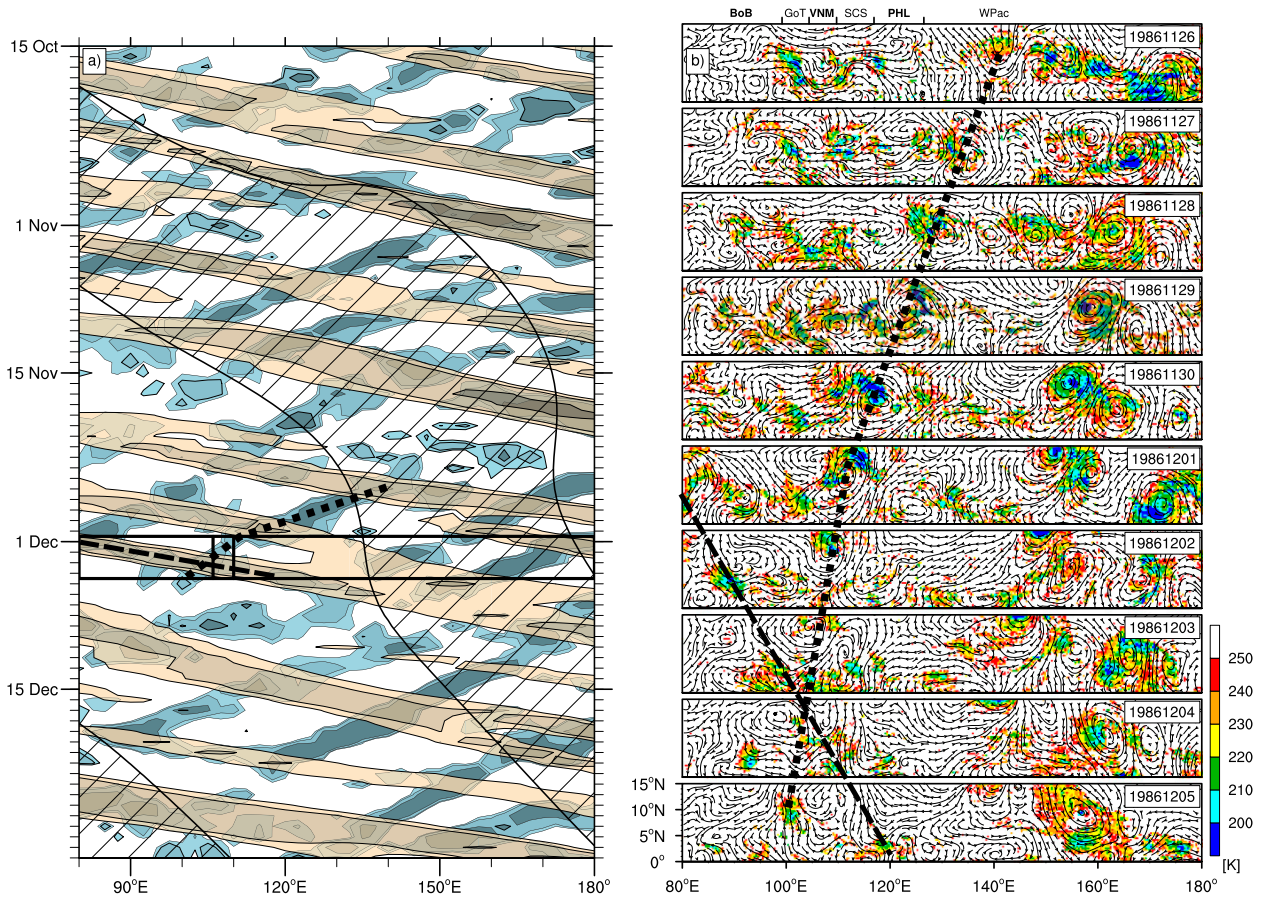 a)
15 Oct
1 Nov
15 Nov
1 Dec
15 Dec
90°E 120°E 150°E 180°
BoB GoT VNM SCS PHL WPac
b)
19861126
19861127
19861128
19861129
19861130
19861201
19861202
19861203
19861204
19861205
15°N
10°N
5°N
0°
80°E 100°E 120°E 140°E 160°E 180°
250
240
230
220
210
200
[K]